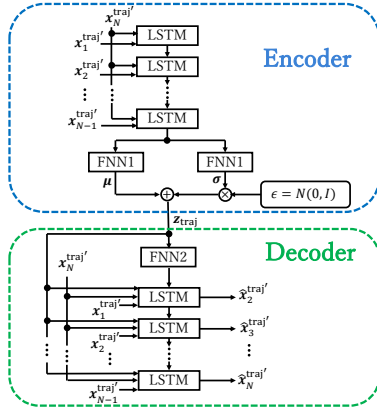 x_N^traj′
x_1^traj′ LSTM
x_2^traj′ LSTM
Encoder
⋮ ⋮ ⋮
x_{N−1}^traj′ LSTM
FNN1 FNN1
μ σ
+ × ϵ = N(0, I)
z_traj
Decoder
x_N^traj′ FNN2
LSTM x̂_2^traj′
x_1^traj′
LSTM x̂_3^traj′
x_2^traj′
⋮ ⋮ ⋮ ⋮ ⋮
LSTM x̂_N^traj′
x_{N−1}^traj′